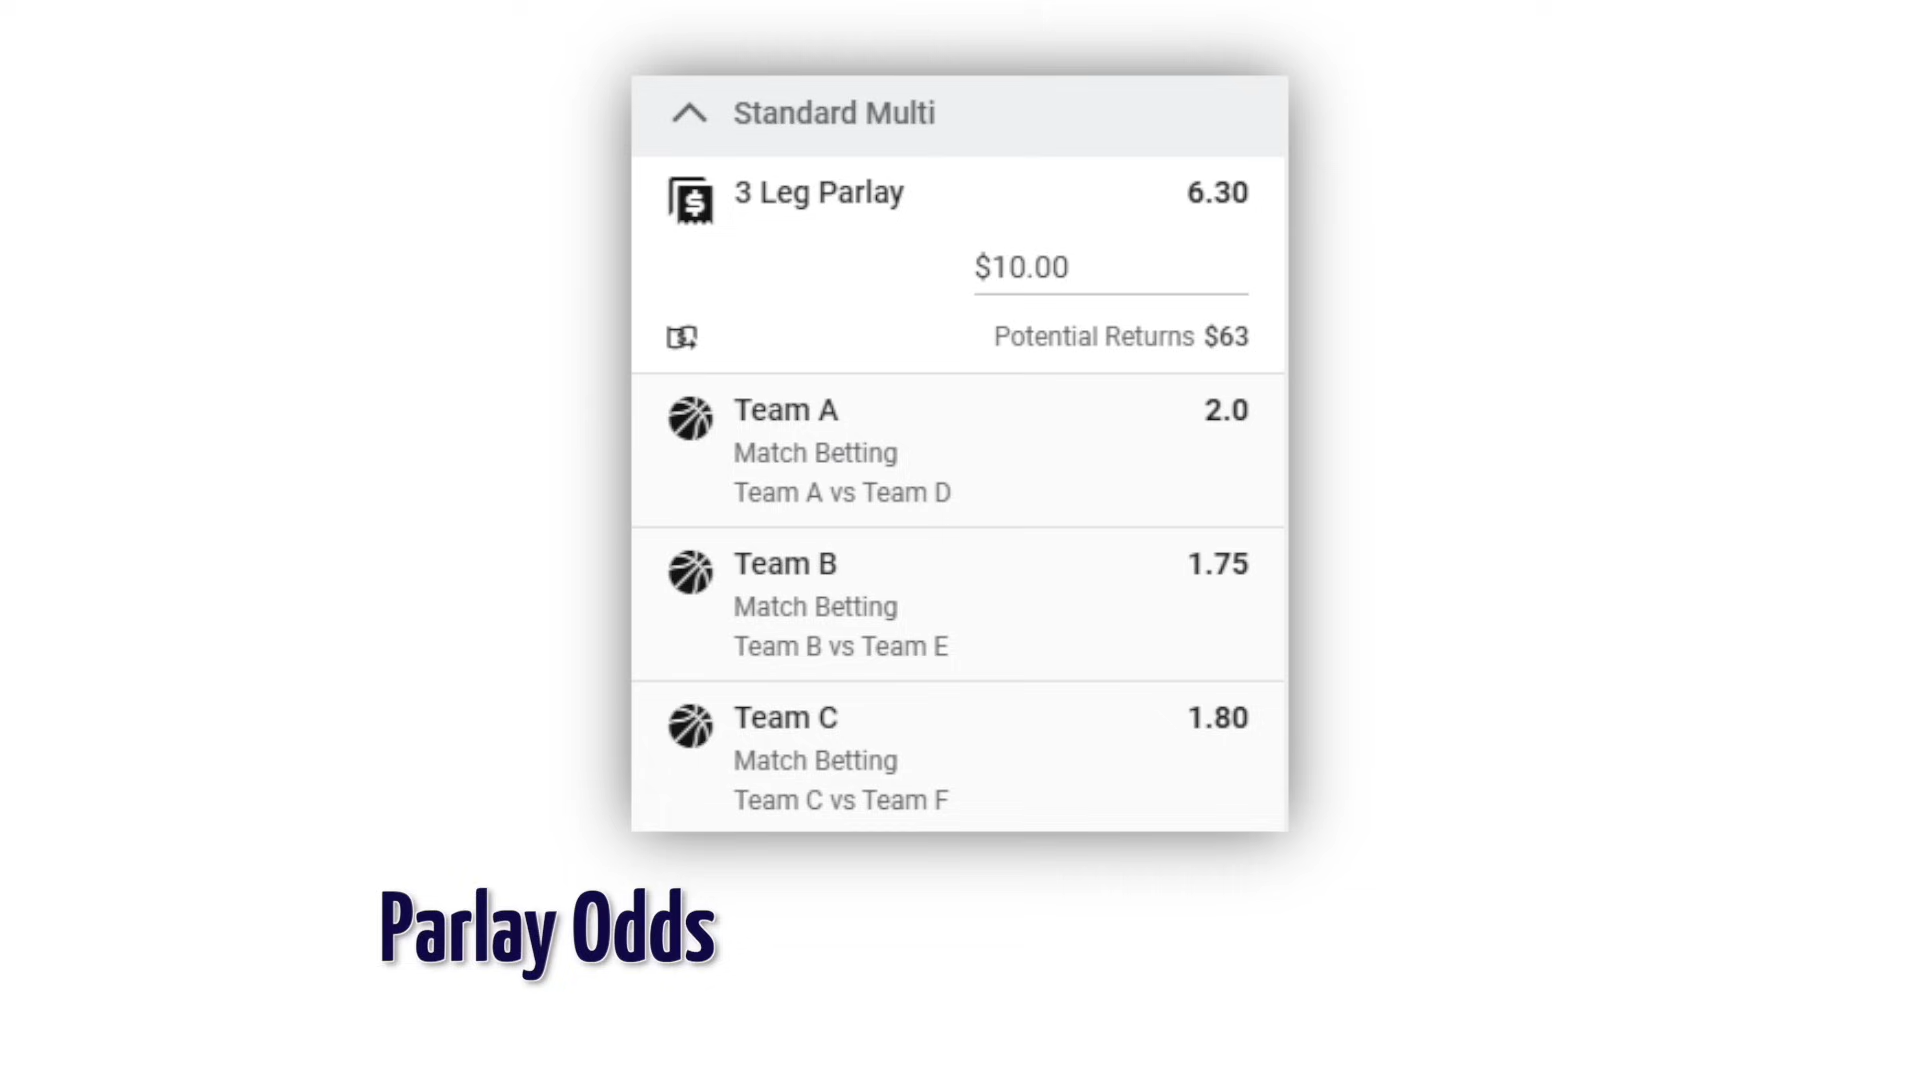 Standard Multi
3 Leg Parlay 6.30
$10.00
Potential Returns $63
Team A 2.0
Match Betting
Team A vs Team D
Team B 1.75
Match Betting
Team B vs Team E
Team C 1.80
Match Betting
Team C vs Team F
Parlay Odds